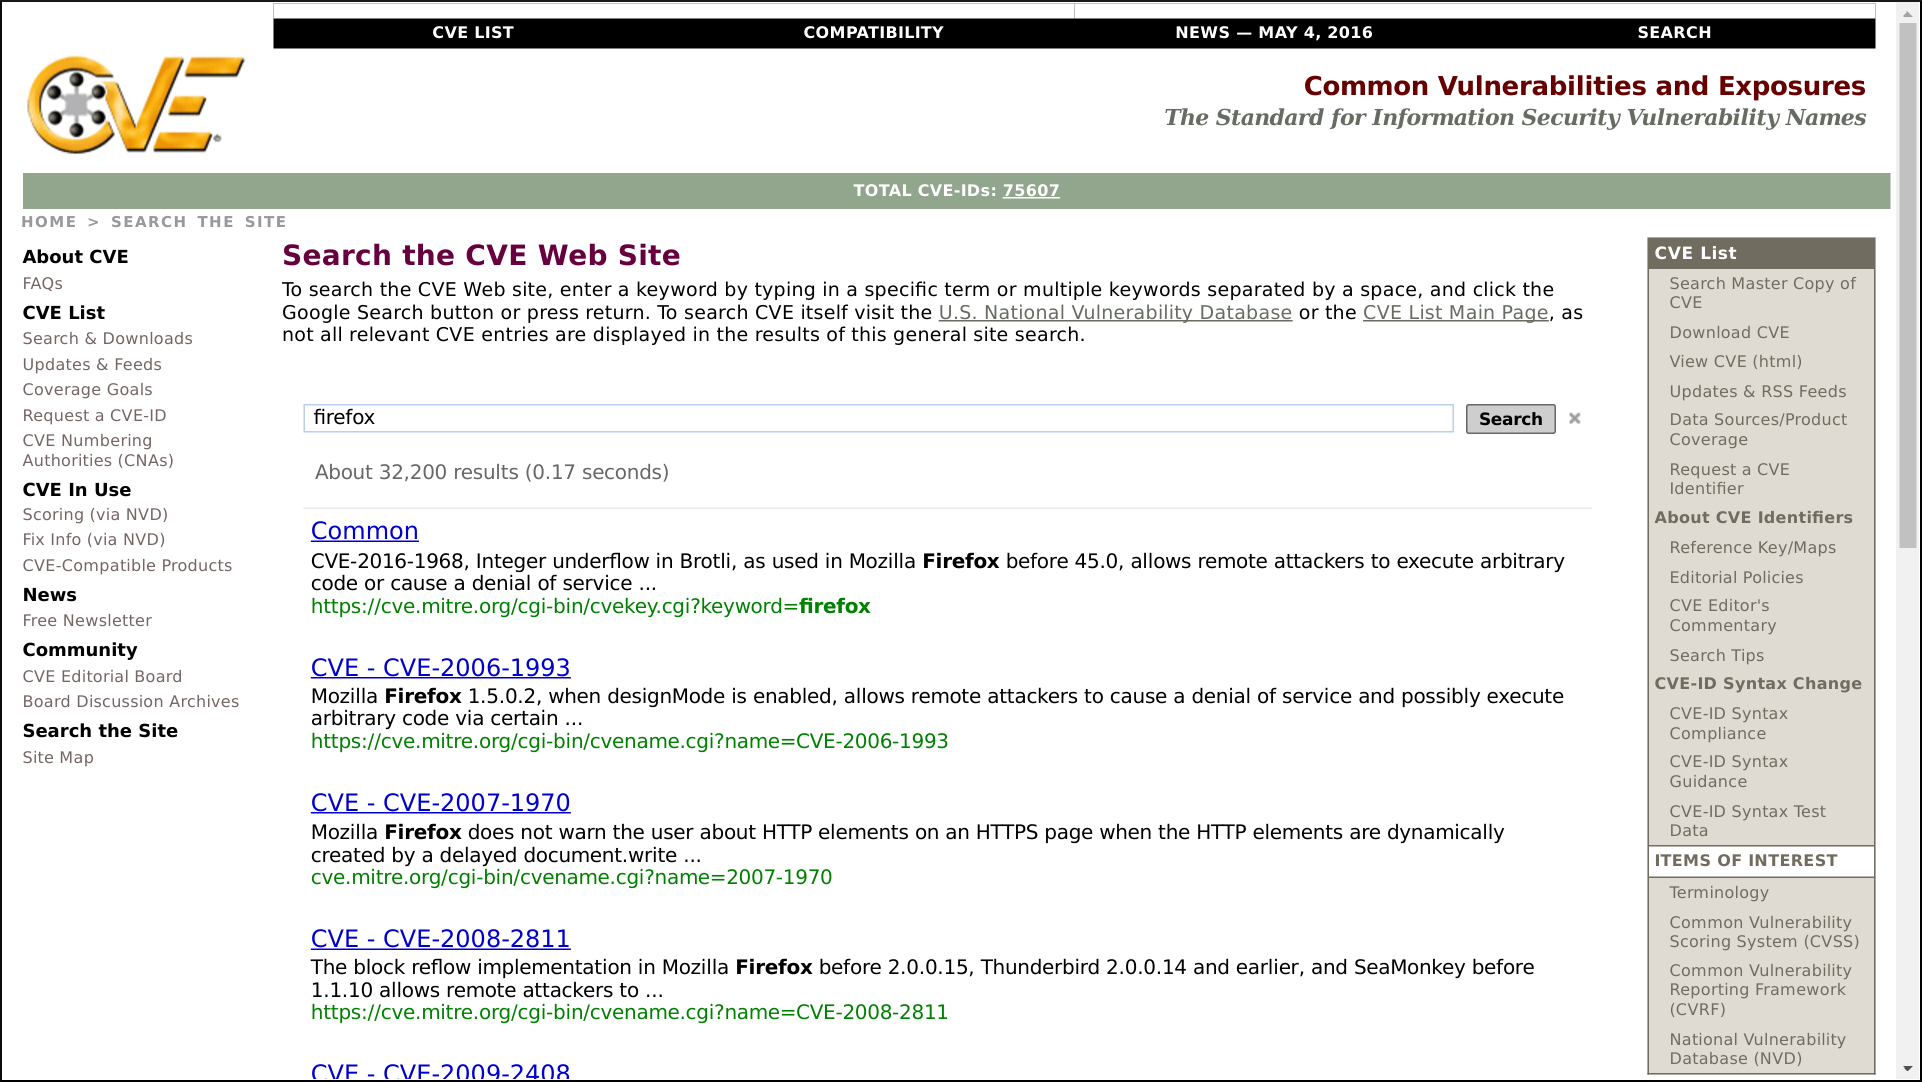 CVE LIST
COMPATIBILITY
NEWS — MAY 4, 2016
SEARCH
CVE
Common Vulnerabilities and Exposures
The Standard for Information Security Vulnerability Names
TOTAL CVE-IDs: 75607
HOME > SEARCH THE SITE
About CVE
FAQs
CVE List
Search & Downloads
Updates & Feeds
Coverage Goals
Request a CVE-ID
CVE Numbering
Authorities (CNAs)
CVE In Use
Scoring (via NVD)
Fix Info (via NVD)
CVE-Compatible Products
News
Free Newsletter
Community
CVE Editorial Board
Board Discussion Archives
Search the Site
Site Map
Search the CVE Web Site
To search the CVE Web site, enter a keyword by typing in a specific term or multiple keywords separated by a space, and click the
Google Search button or press return. To search CVE itself visit the U.S. National Vulnerability Database or the CVE List Main Page, as
not all relevant CVE entries are displayed in the results of this general site search.
firefox
Search
About 32,200 results (0.17 seconds)
Common
CVE-2016-1968, Integer underflow in Brotli, as used in Mozilla Firefox before 45.0, allows remote attackers to execute arbitrary
code or cause a denial of service ...
https://cve.mitre.org/cgi-bin/cvekey.cgi?keyword=firefox
CVE - CVE-2006-1993
Mozilla Firefox 1.5.0.2, when designMode is enabled, allows remote attackers to cause a denial of service and possibly execute
arbitrary code via certain ...
https://cve.mitre.org/cgi-bin/cvename.cgi?name=CVE-2006-1993
CVE - CVE-2007-1970
Mozilla Firefox does not warn the user about HTTP elements on an HTTPS page when the HTTP elements are dynamically
created by a delayed document.write ...
cve.mitre.org/cgi-bin/cvename.cgi?name=2007-1970
CVE - CVE-2008-2811
The block reflow implementation in Mozilla Firefox before 2.0.0.15, Thunderbird 2.0.0.14 and earlier, and SeaMonkey before
1.1.10 allows remote attackers to ...
https://cve.mitre.org/cgi-bin/cvename.cgi?name=CVE-2008-2811
CVE - CVE-2009-2408
CVE List
Search Master Copy of
CVE
Download CVE
View CVE (html)
Updates & RSS Feeds
Data Sources/Product
Coverage
Request a CVE
Identifier
About CVE Identifiers
Reference Key/Maps
Editorial Policies
CVE Editor's
Commentary
Search Tips
CVE-ID Syntax Change
CVE-ID Syntax
Compliance
CVE-ID Syntax
Guidance
CVE-ID Syntax Test
Data
ITEMS OF INTEREST
Terminology
Common Vulnerability
Scoring System (CVSS)
Common Vulnerability
Reporting Framework
(CVRF)
National Vulnerability
Database (NVD)